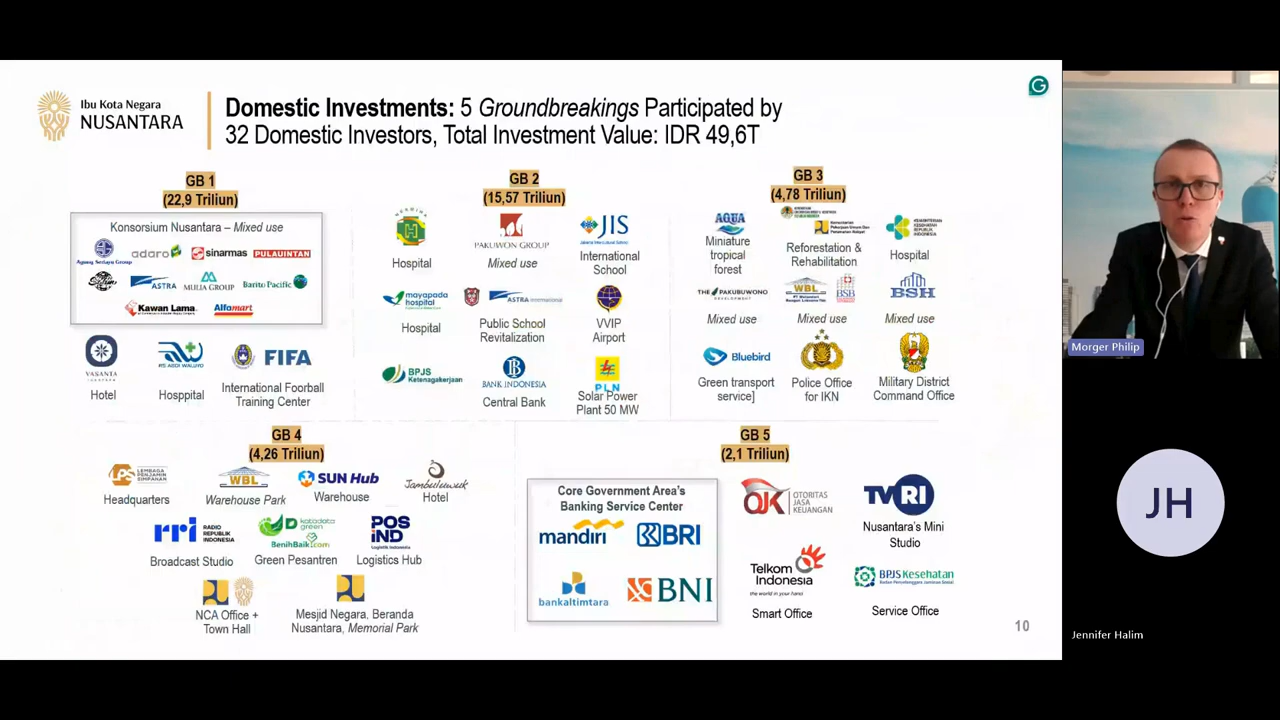 Ibu Kota Negara
NUSANTARA
Domestic Investments: 5 Groundbreakings Participated by
32 Domestic Investors, Total Investment Value: IDR 49,6T
GB 1
(22,9 Triliun)
Konsorsium Nusantara – Mixed use
Agung Sedayu Group
adaro
sinarmas
PULAUINTAN
ASTRA
MULIA GROUP
Barito Pacific
Kawan Lama
Alfamart
VASANTA
Hotel
RS ABDI WALUYO
Hosppital
FIFA
International Foorball
Training Center
GB 2
(15,57 Triliun)
HERMINA
Hospital
PAKUWON GROUP
Mixed use
JIS
International
School
mayapada
hospital
Hospital
ASTRA international
Public School
Revitalization
VVIP
Airport
BPJS
Ketenagakerjaan
BANK INDONESIA
Central Bank
PLN
Solar Power
Plant 50 MW
GB 3
(4,78 Triliun)
AQUA
Miniature
tropical
forest
Reforestation &
Rehabilitation
KEMENTERIAN
KESEHATAN
REPUBLIK
INDONESIA
Hospital
THE PAKUBUWONO
DEVELOPMENT
Mixed use
WBL
BSB
Mixed use
BSH
Mixed use
Bluebird
Green transport
service]
Police Office
for IKN
Military District
Command Office
GB 4
(4,26 Triliun)
LPS
LEMBAGA
PENJAMIN
SIMPANAN
Headquarters
WBL
Warehouse Park
SUN Hub
Warehouse
Jambuluwuk
Hotel
rri
RADIO
REPUBLIK
INDONESIA
Broadcast Studio
katadata
green
BenihBaik.com
Green Pesantren
POS
IND
Logistik Indonesia
Logistics Hub
NCA Office +
Town Hall
Mesjid Negara, Beranda
Nusantara, Memorial Park
GB 5
(2,1 Triliun)
Core Government Area's
Banking Service Center
mandiri
BRI
bankaltimtara
BNI
OJK
OTORITAS
JASA
KEUANGAN
TVRI
Nusantara's Mini
Studio
Telkom
Indonesia
the world in your hand
Smart Office
BPJS Kesehatan
Service Office
10
Morger Philip
JH
Jennifer Halim